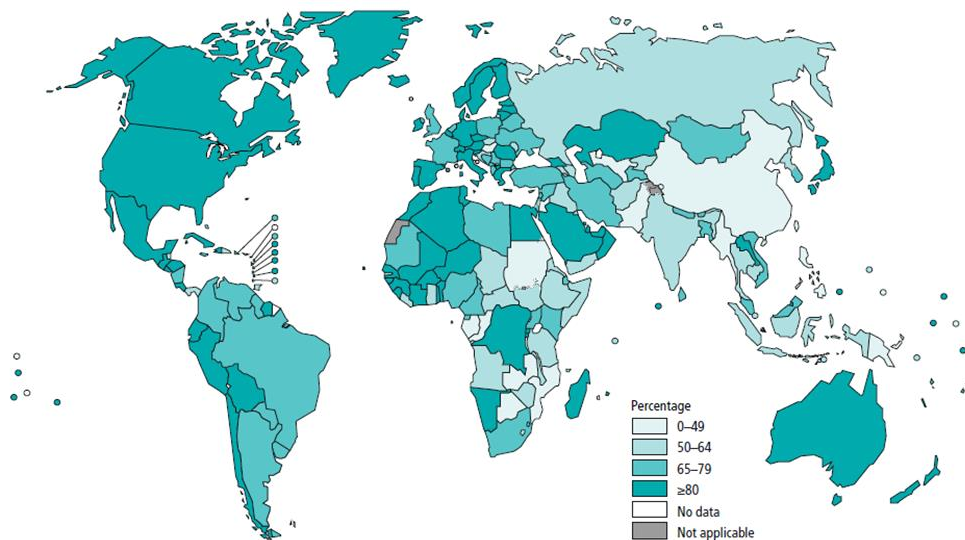 Percentage
0–49
50–64
65–79
≥80
No data
Not applicable